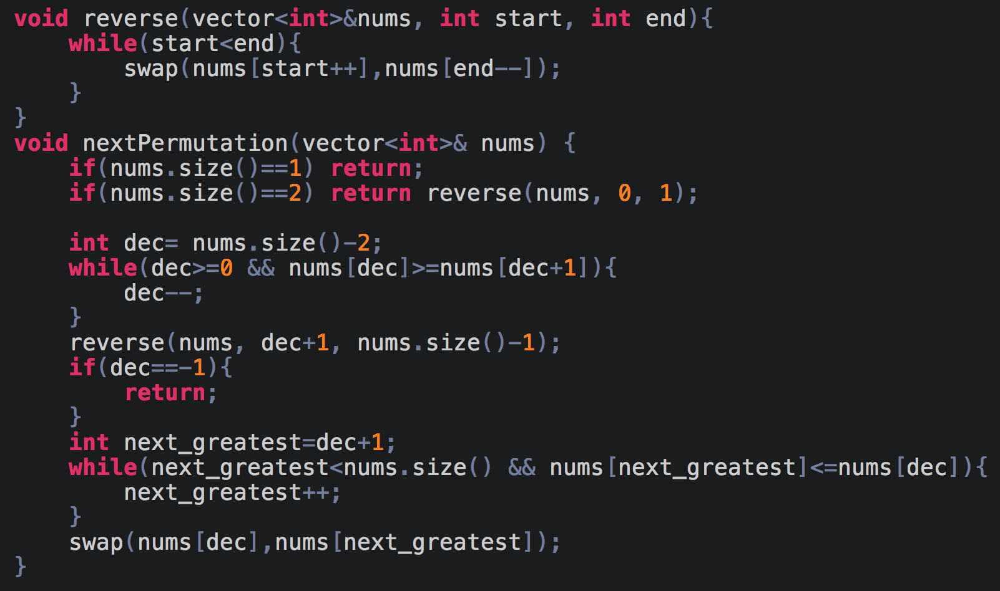 void reverse(vector<int>&nums, int start, int end){
    while(start<end){
        swap(nums[start++],nums[end--]);
    }
}
void nextPermutation(vector<int>& nums) {
    if(nums.size()==1) return;
    if(nums.size()==2) return reverse(nums, 0, 1);

    int dec= nums.size()-2;
    while(dec>=0 && nums[dec]>=nums[dec+1]){
        dec--;
    }
    reverse(nums, dec+1, nums.size()-1);
    if(dec==-1){
        return;
    }
    int next_greatest=dec+1;
    while(next_greatest<nums.size() && nums[next_greatest]<=nums[dec]){
        next_greatest++;
    }
    swap(nums[dec],nums[next_greatest]);
}